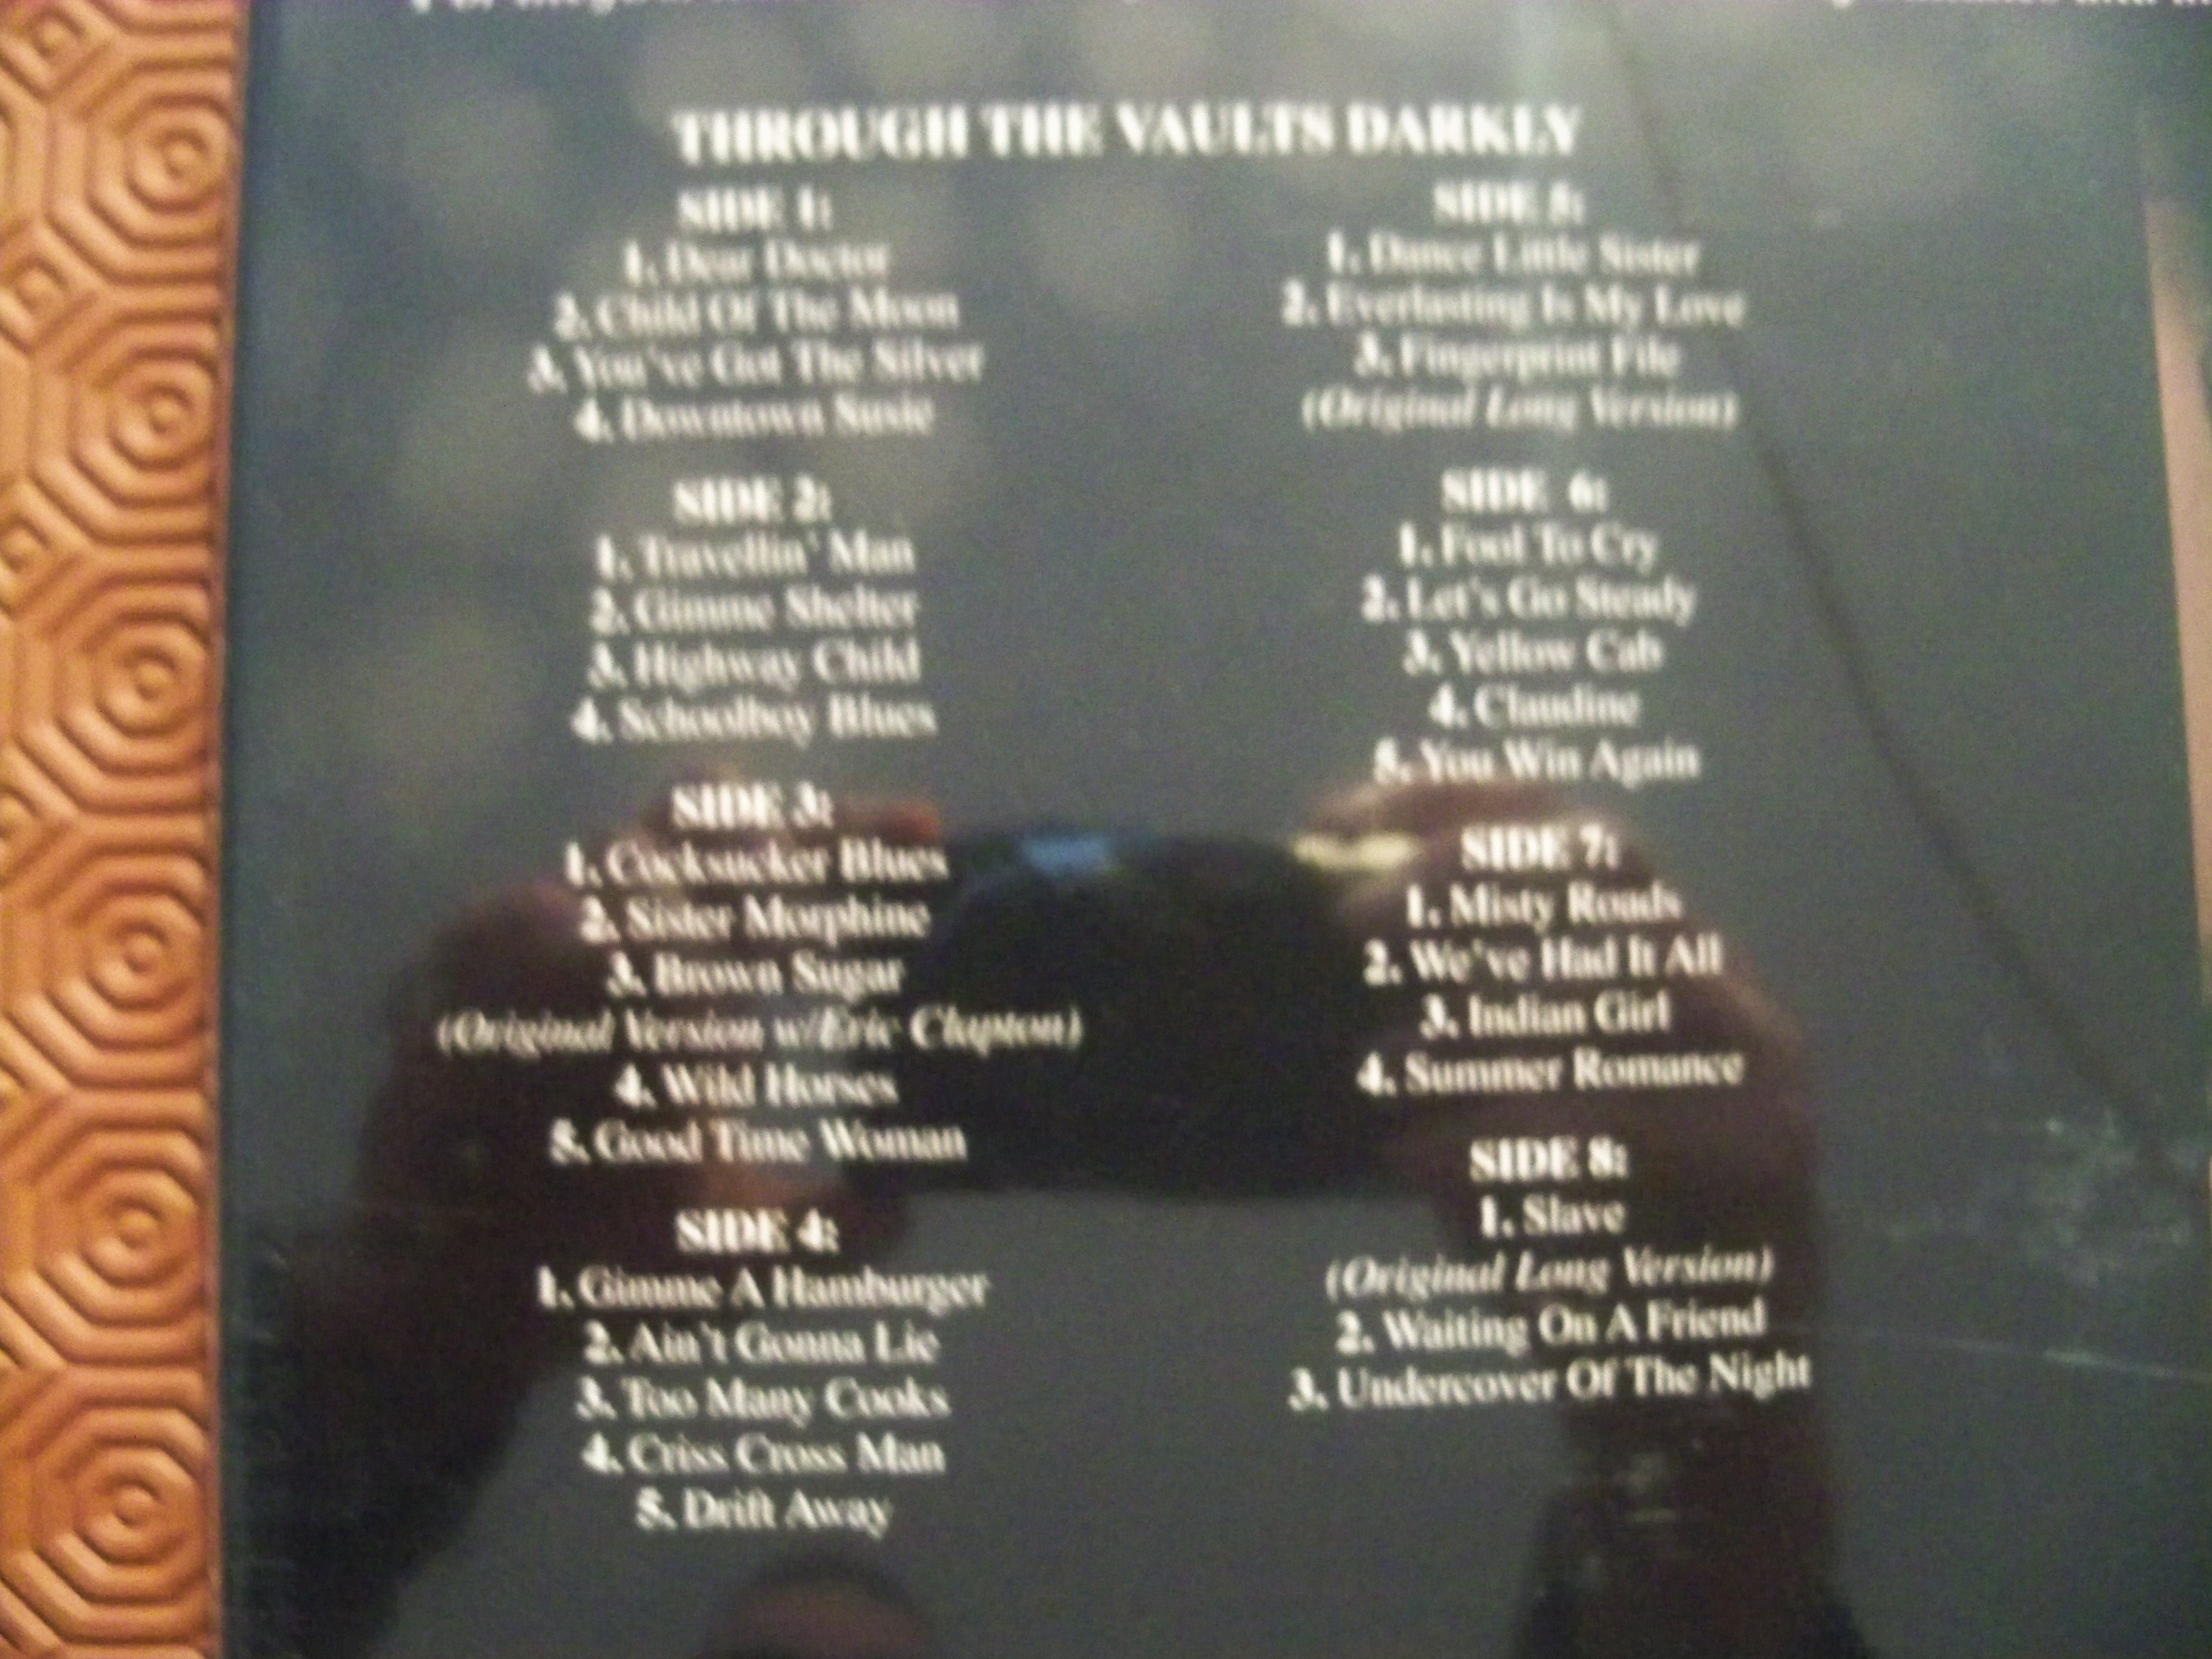 THROUGH THE VAULTS DARKLY
SIDE 1:
1. Dear Doctor
2. Child Of The Moon
3. You've Got The Silver
4. Downtown Susie
SIDE 2:
1. Travellin' Man
2. Gimme Shelter
3. Highway Child
4. Schoolboy Blues
SIDE 3:
1. Cocksucker Blues
2. Sister Morphine
3. Brown Sugar
(Original Version w/Eric Clapton)
4. Wild Horses
5. Good Time Woman
SIDE 4:
1. Gimme A Hamburger
2. Ain't Gonna Lie
3. Too Many Cooks
4. Criss Cross Man
5. Drift Away
SIDE 5:
1. Dance Little Sister
2. Everlasting Is My Love
3. Fingerprint File
(Original Long Version)
SIDE 6:
1. Fool To Cry
2. Let's Go Steady
3. Yellow Cab
4. Claudine
5. You Win Again
SIDE 7:
1. Misty Roads
2. We've Had It All
3. Indian Girl
4. Summer Romance
SIDE 8:
1. Slave
(Original Long Version)
2. Waiting On A Friend
3. Undercover Of The Night